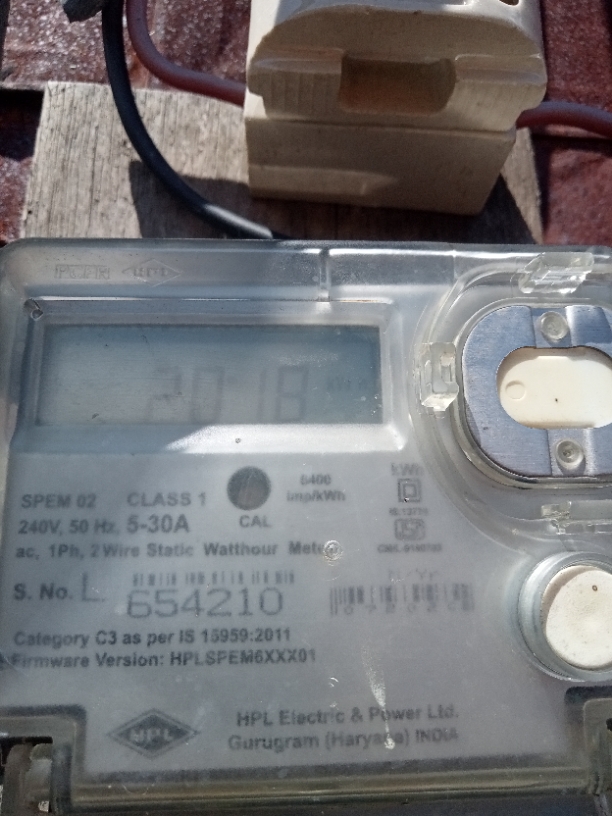 HPL
2018
SPEM 02 CLASS 1
240V, 50 Hz, 5-30A
CAL
6400
imp/kWh
kWh
ac, 1Ph, 2 Wire Static Watthour Meter
S. No. L 654210
Category C3 as per IS 15959:2011
Firmware Version: HPLSPEM6XXX01
HPL
HPL Electric & Power Ltd.
Gurugram (Haryana) INDIA